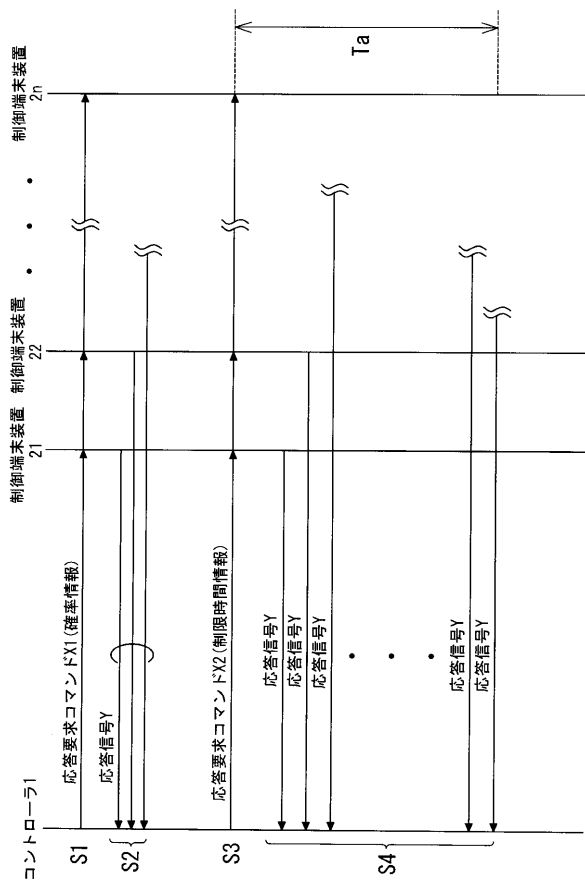 コントローラ1
制御端末装置
21
制御端末装置
22
・ ・ ・
制御端末装置
2n
S1
応答要求コマンドX1(確率情報)
S2
応答信号Y
S3
応答要求コマンドX2(制限時間情報)
S4
応答信号Y
応答信号Y
応答信号Y
・ ・ ・
応答信号Y
応答信号Y
Ta